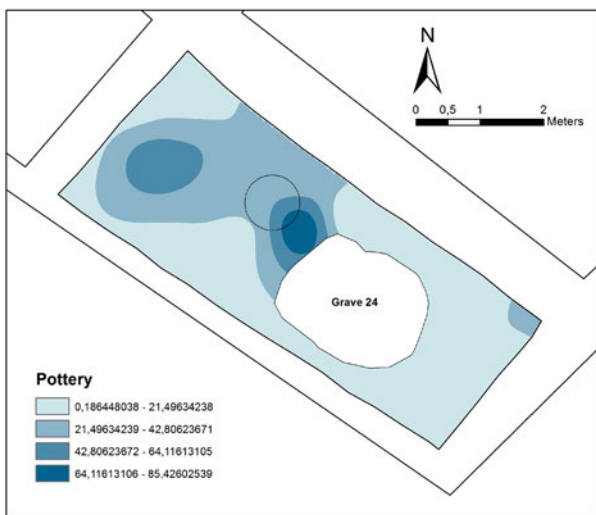 N
0 0,5 1 2
Meters
Grave 24
Pottery
0,186448038 - 21,49634238
21,49634239 - 42,80623671
42,80623672 - 64,11613105
64,11613106 - 85,42602539